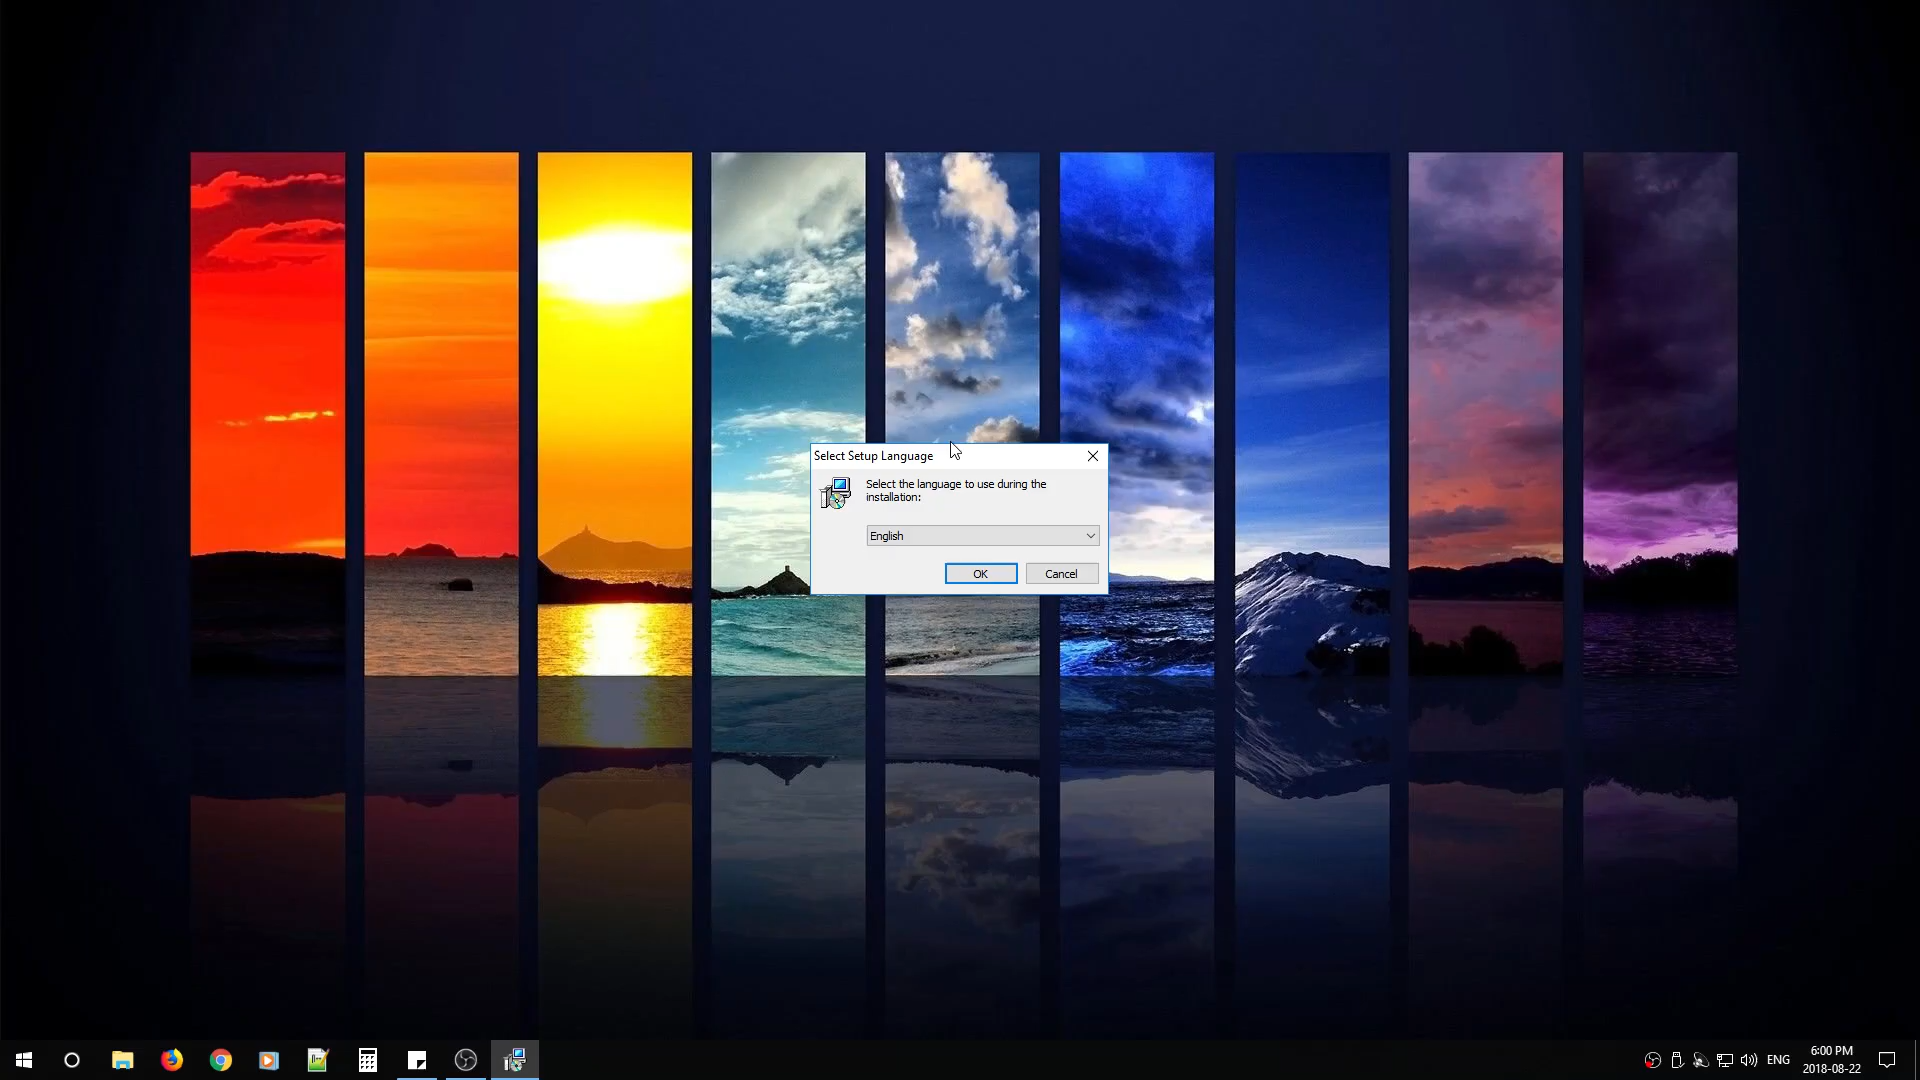 Select Setup Language
Select the language to use during the
installation:
English
OK
Cancel
ENG
6:00 PM
2018-08-22